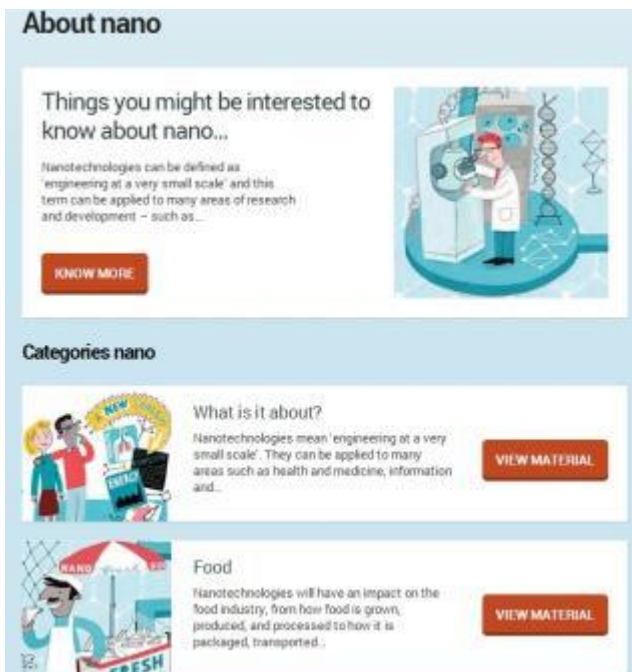 About nano
Things you might be interested to
know about nano...
Nanotechnologies can be defined as
'engineering at a very small scale' and this
term can be applied to many areas of research
and development – such as...
KNOW MORE
Categories nano
A NEW
ENERGY
What is it about?
Nanotechnologies mean 'engineering at a very
small scale'. They can be applied to many
areas such as health and medicine, information
and...
VIEW MATERIAL
NANO
FRESH
Food
Nanotechnologies will have an impact on the
food industry, from how food is grown,
produced, and processed to how it is
packaged, transported...
VIEW MATERIAL